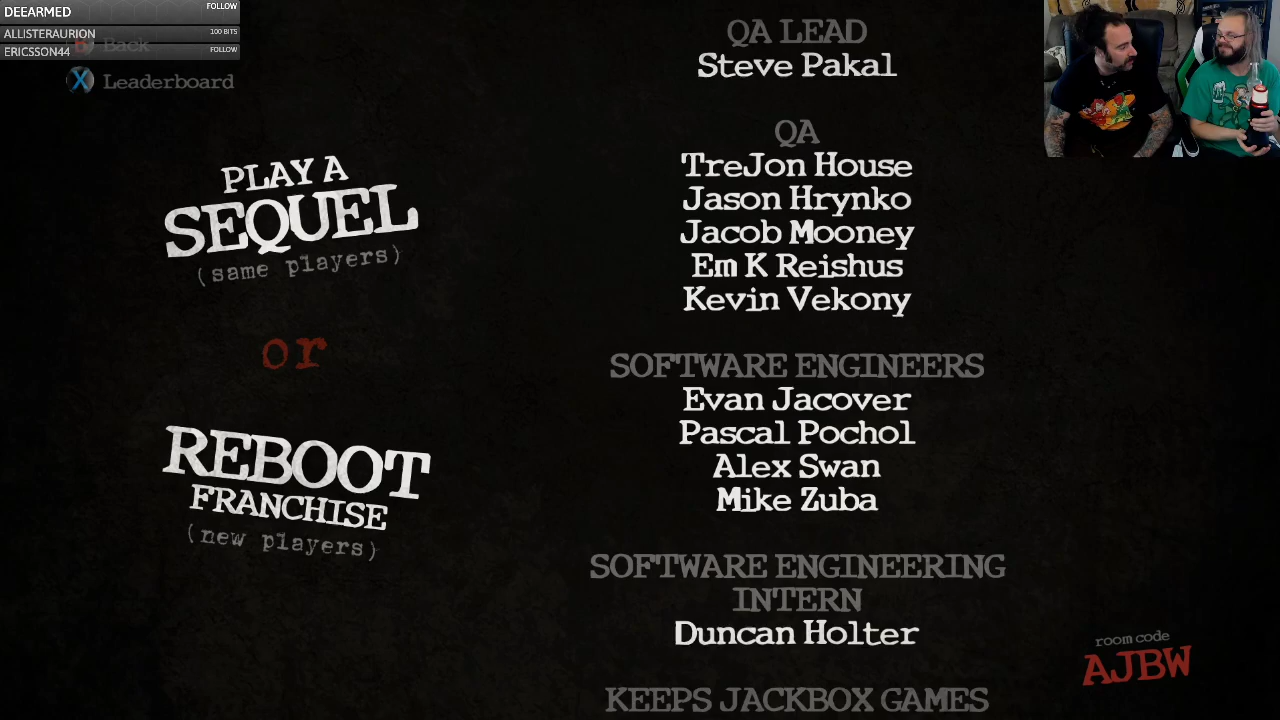 DEEARMED FOLLOW
ALLISTERAURION 100 BITS
ERICSSON44 FOLLOW
B Back
X Leaderboard
PLAY A
SEQUEL
(same players)
or
REBOOT
FRANCHISE
(new players)
QA LEAD
Steve Pakal
QA
TreJon House
Jason Hrynko
Jacob Mooney
Em K Reishus
Kevin Vekony
SOFTWARE ENGINEERS
Evan Jacover
Pascal Pochol
Alex Swan
Mike Zuba
SOFTWARE ENGINEERING
INTERN
Duncan Holter
KEEPS JACKBOX GAMES
room code
AJBW